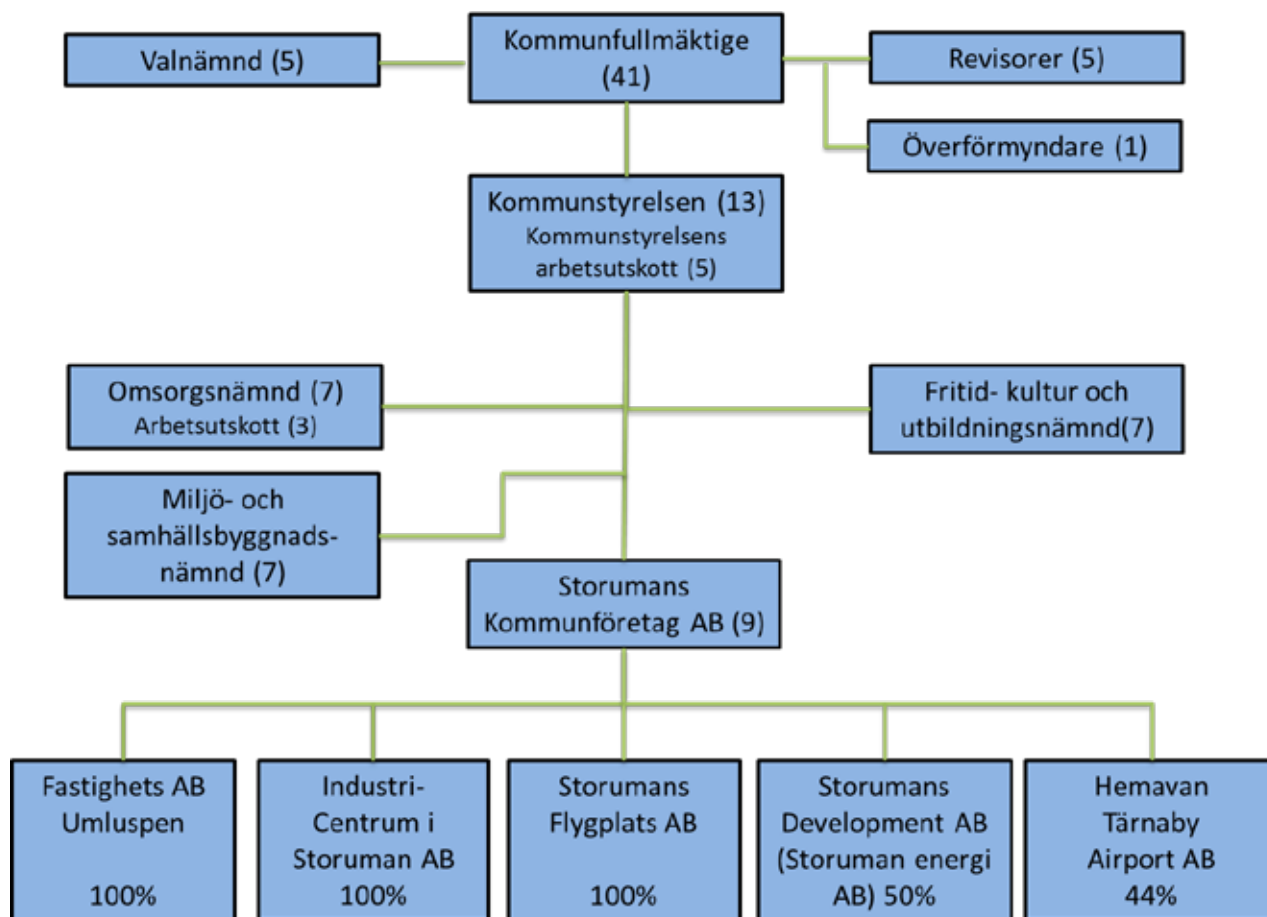 Kommunfullmäktige
(41)
Valnämnd (5)
Revisorer (5)
Överförmyndare (1)
Kommunstyrelsen (13)
Kommunstyrelsens
arbetsutskott (5)
Omsorgsnämnd (7)
Arbetsutskott (3)
Fritid- kultur och
utbildningsnämnd(7)
Miljö- och
samhällsbyggnads-
nämnd (7)
Storumans
Kommunföretag AB (9)
Fastighets AB
Umluspen
100%
Industri-
Centrum i
Storuman AB
100%
Storumans
Flygplats AB
100%
Storumans
Development AB
(Storuman energi
AB) 50%
Hemavan
Tärnaby
Airport AB
44%